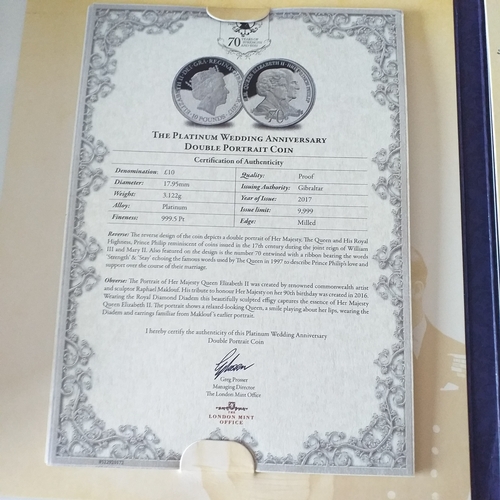 70
THE PLATINUM WEDDING ANNIVERSARY
DOUBLE PORTRAIT COIN
Certification of Authenticity
Denomination: £10 Quality: Proof
Diameter: 17.95mm Issuing Authority: Gibraltar
Weight: 3.122g Year of Issue: 2017
Alloy: Platinum Issue limit: 9,999
Fineness: 999.5 Pt Edge: Milled
Reverse: The reverse design of the coin depicts a double portrait of Her Majesty The Queen and His Royal
Highness, Prince Philip reminiscent of coins issued in the 17th century during the joint reign of William
III and Mary II. Also featured on the design is the number 70 entwined with a ribbon bearing the words
'Strength' & 'Stay' echoing the famous words used by The Queen in 1997 to describe Prince Philip's love and
support over the course of their marriage.
Obverse: The Portrait of Her Majesty Queen Elizabeth II was created by renowned commonwealth artist
and sculptor Raphael Maklouf. His tribute to honour Her Majesty on her 90th birthday was created in 2016.
Wearing the Royal Diamond Diadem this beautifully sculpted effigy captures the essence of Her Majesty
Queen Elizabeth II. The portrait shows a relaxed-looking Queen, a smile playing about her lips, wearing the
Diadem and earrings familiar from Maklouf's earlier portrait.
I hereby certify the authenticity of this Platinum Wedding Anniversary
Double Portrait Coin
Managing Director
The London Mint Office
THE
LONDON MINT
OFFICE